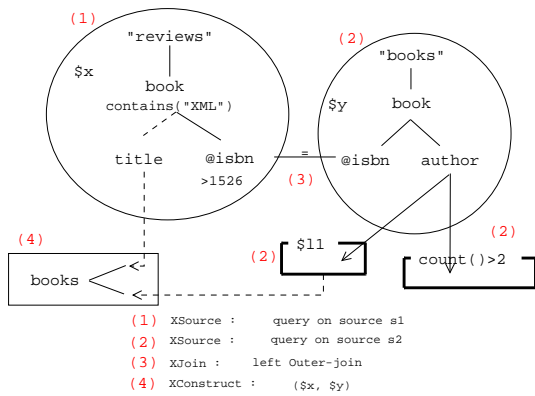 (1)
"reviews"
$x
book
contains("XML")
title
@isbn
>1526
(2)
"books"
$y
book
=
@isbn
author
(3)
(4)
books
(2)
$l1
(2)
count()>2
(1) XSource : query on source s1
(2) XSource : query on source s2
(3) XJoin : left Outer-join
(4) XConstruct : ($x, $y)